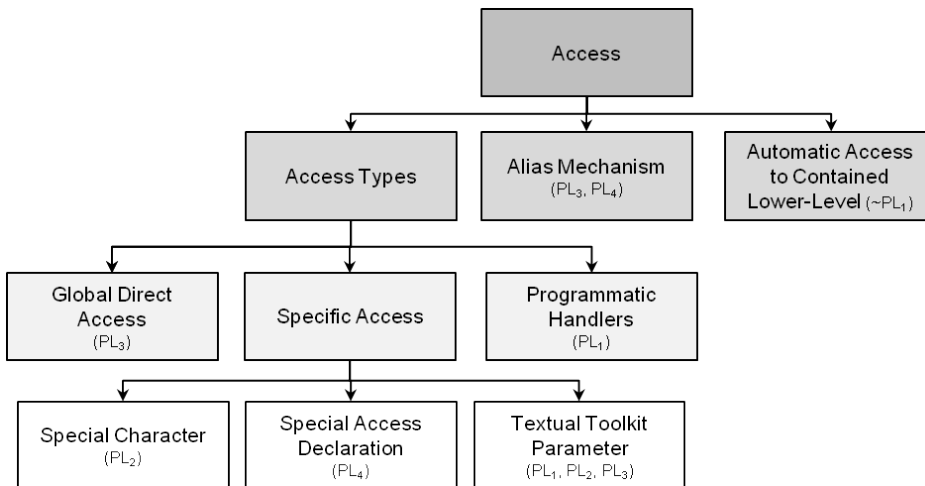 Access
Access Types
Alias Mechanism
(PL₃, PL₄)
Automatic Access
to Contained
Lower-Level (~PL₁)
Global Direct
Access
(PL₃)
Specific Access
Programmatic
Handlers
(PL₁)
Special Character
(PL₂)
Special Access
Declaration
(PL₄)
Textual Toolkit
Parameter
(PL₁, PL₂, PL₃)